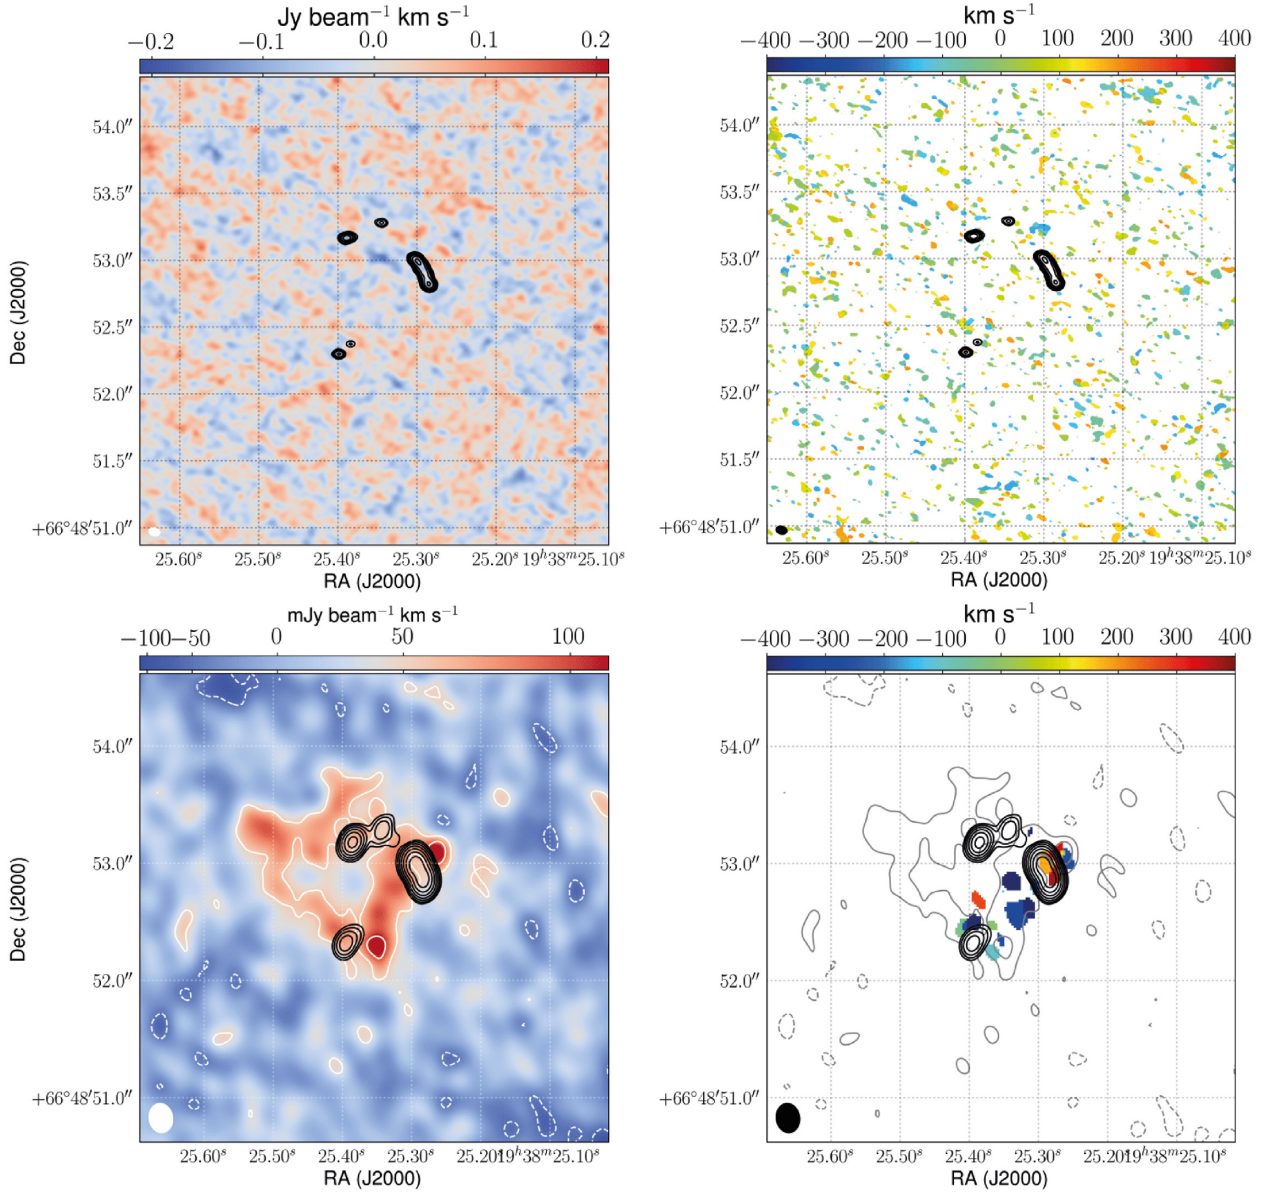 Jy beam⁻¹ km s⁻¹
−0.2 −0.1 0.0 0.1 0.2
54.0″
53.5″
53.0″
52.5″
52.0″
51.5″
+66°48′51.0″
Dec (J2000)
25.60ˢ 25.50ˢ 25.40ˢ 25.30ˢ 25.20ˢ 19ʰ38ᵐ25.10ˢ
RA (J2000)
km s⁻¹
−400 −300 −200 −100 0 100 200 300 400
54.0″
53.5″
53.0″
52.5″
52.0″
51.5″
+66°48′51.0″
25.60ˢ 25.50ˢ 25.40ˢ 25.30ˢ 25.20ˢ 19ʰ38ᵐ25.10ˢ
RA (J2000)
mJy beam⁻¹ km s⁻¹
−100 −50 0 50 100
54.0″
53.0″
52.0″
+66°48′51.0″
Dec (J2000)
25.60ˢ 25.50ˢ 25.40ˢ 25.30ˢ 25.20ˢ 19ʰ38ᵐ25.10ˢ
RA (J2000)
km s⁻¹
−400 −300 −200 −100 0 100 200 300 400
54.0″
53.0″
52.0″
+66°48′51.0″
25.60ˢ 25.50ˢ 25.40ˢ 25.30ˢ 25.20ˢ 19ʰ38ᵐ25.10ˢ
RA (J2000)